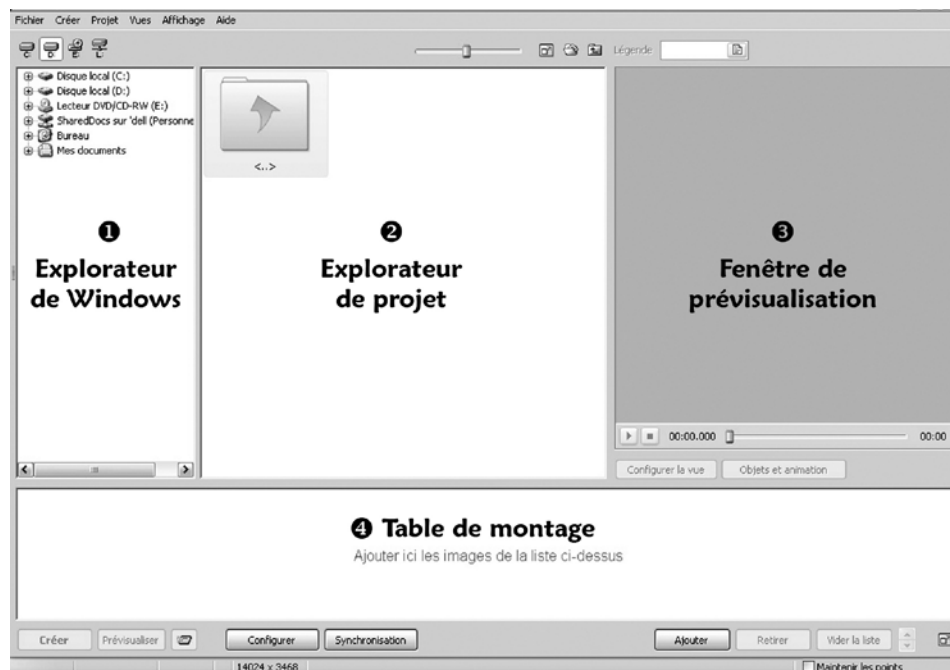 Fichier Créer Projet Vues Affichage Aide
Légende
Disque local (C:)
Disque local (D:)
Lecteur DVD/CD-RW (E:)
SharedDocs sur 'dell (Personne
Bureau
Mes documents
<..>
❶
Explorateur
de Windows
❷
Explorateur
de projet
❸
Fenêtre de
prévisualisation
00:00.000 00:00
Configurer la vue Objets et animation
❹ Table de montage
Ajouter ici les images de la liste ci-dessus
Créer Prévisualiser Configurer Synchronisation Ajouter Retirer Vider la liste
14024 x 3468 Maintenir les points